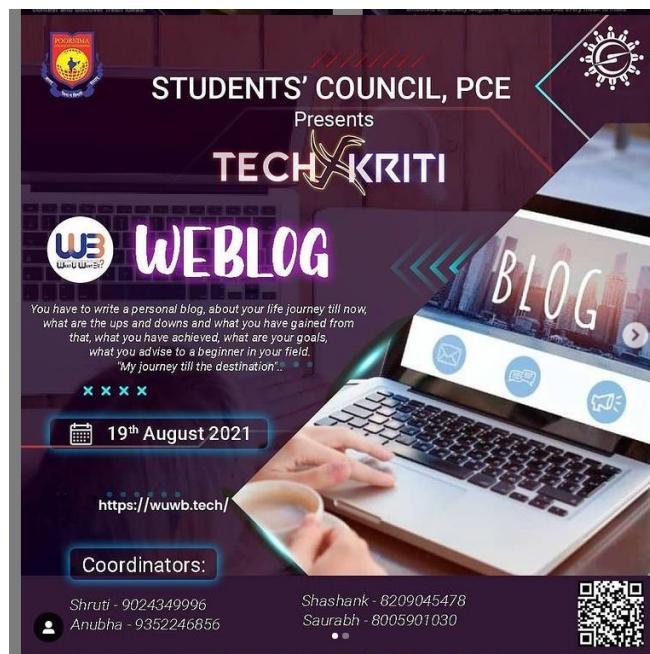 POORNIMA
STUDENTS' COUNCIL, PCE
Presents
TECHXKRITI
WB
WEBLOG
BLOG
You have to write a personal blog, about your life journey till now,
what are the ups and downs and what you have gained from
that, what you have achieved, what are your goals,
what you advise to a beginner in your field.
"My journey till the destination"..
19th August 2021
https://wuwb.tech/
Coordinators:
Shruti - 9024349996
Anubha - 9352246856
Shashank - 8209045478
Saurabh - 8005901030